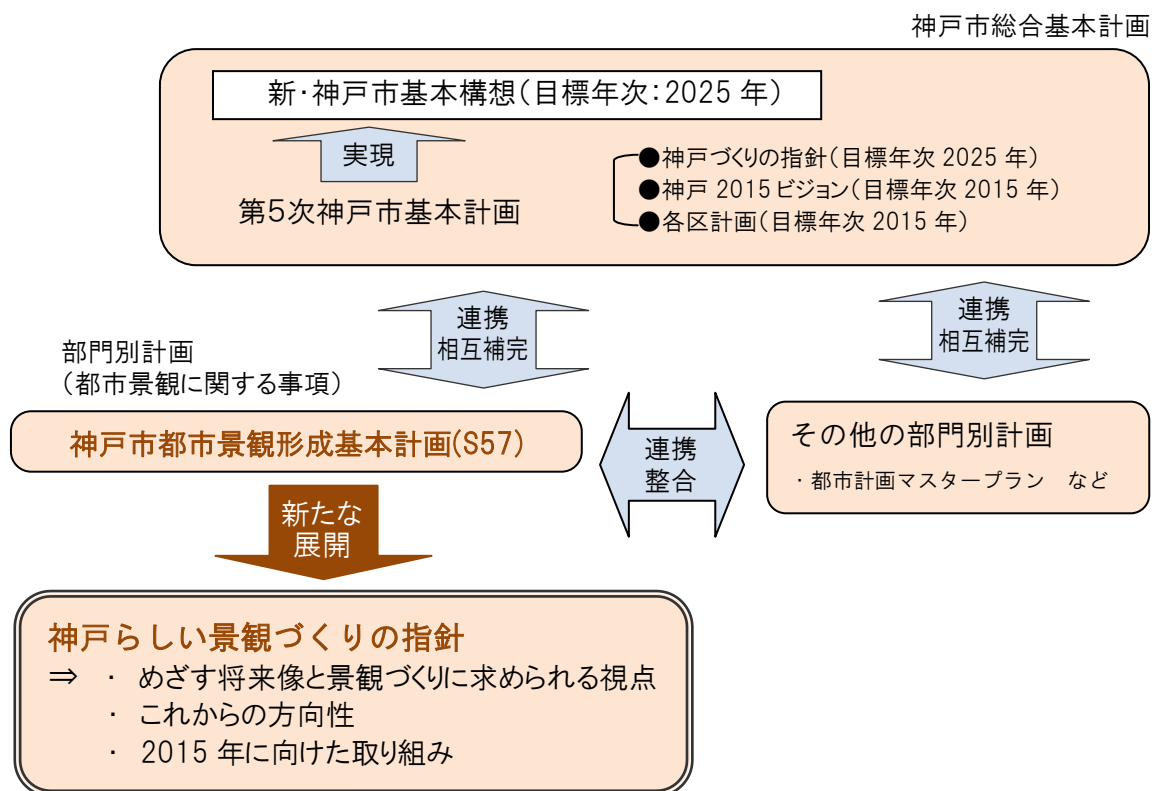 神戸市総合基本計画
新・神戸市基本構想(目標年次:2025 年)
実現
第5次神戸市基本計画
●神戸づくりの指針(目標年次 2025 年)
●神戸 2015 ビジョン(目標年次 2015 年)
●各区計画(目標年次 2015 年)
連携
相互補完
連携
相互補完
部門別計画
(都市景観に関する事項)
神戸市都市景観形成基本計画(S57)
連携
整合
その他の部門別計画
・都市計画マスタープラン など
新たな
展開
神戸らしい景観づくりの指針
⇒ ・ めざす将来像と景観づくりに求められる視点
・ これからの方向性
・ 2015 年に向けた取り組み